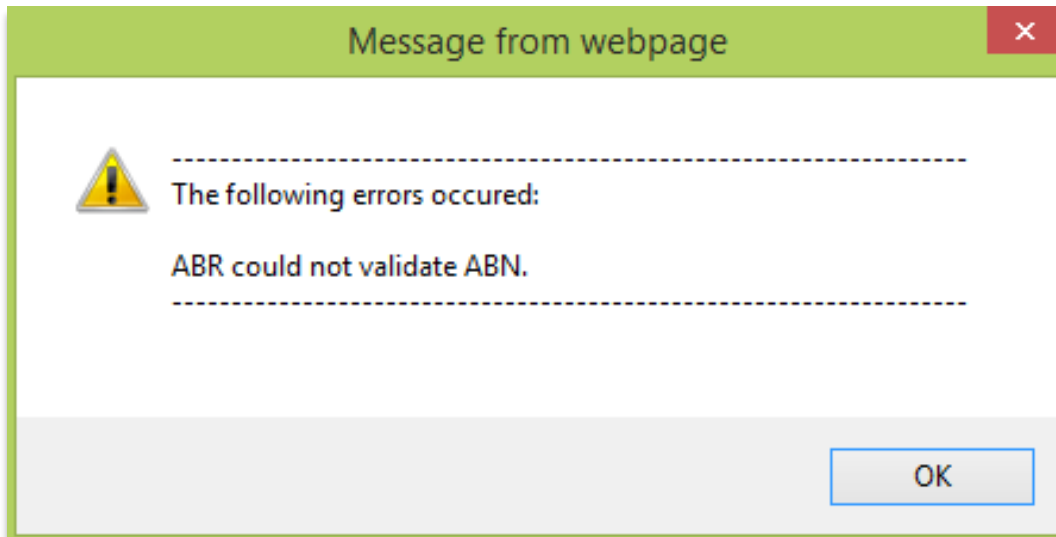 Message from webpage
-------------------------------------------------------------------
The following errors occured:
ABR could not validate ABN.
-------------------------------------------------------------------
OK